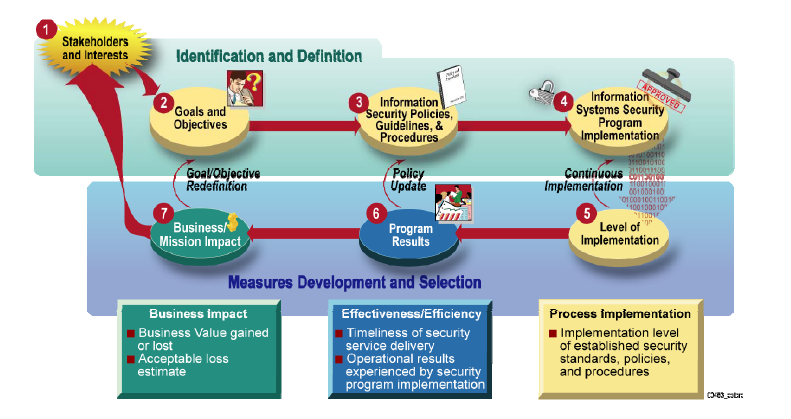 1
Stakeholders
and Interests
Identification and Definition
2
Goals and
Objectives
3
Information
Security Policies,
Guidelines, &
Procedures
4
Information
Systems Security
Program
Implementation
APPROVED
Goal/Objective
Redefinition
Policy
Update
Continuous
Implementation
7
Business/
Mission Impact
6
Program
Results
5
Level of
Implementation
Measures Development and Selection
Business Impact
Business Value gained
or lost
Acceptable loss
estimate
Effectiveness/Efficiency
Timeliness of security
service delivery
Operational results
experienced by security
program implementation
Process Implementation
Implementation level
of established security
standards, policies,
and procedures